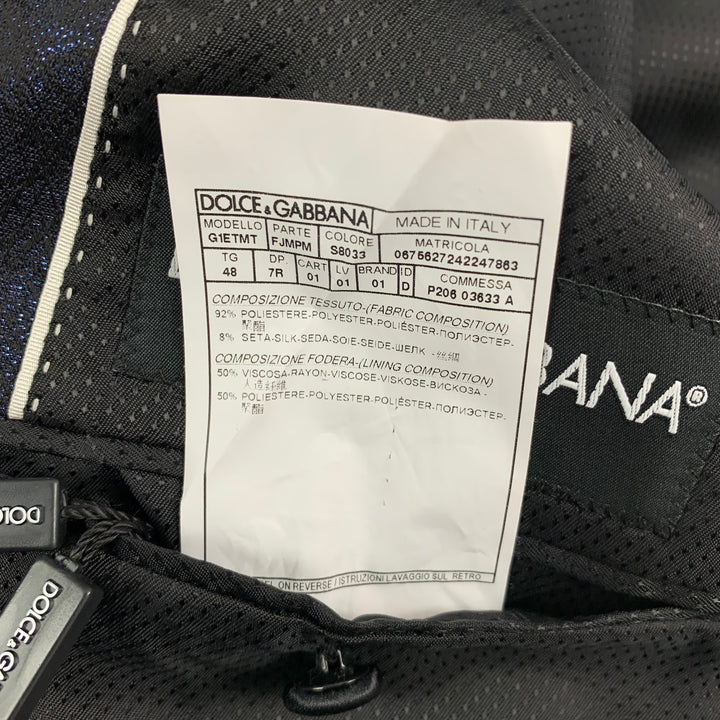 DOLCE & GABBANA MADE IN ITALY
MODELLO PARTE COLORE MATRICOLA
G1ETMT FJMPM S8033 0675627242247863
TG DP. CART LV BRAND ID COMMESSA
48 7R 01 01 01 D P206 03633 A
COMPOSIZIONE TESSUTO-(FABRIC COMPOSITION)
92% POLIESTERE-POLYESTER-POLIÉSTER-ПОЛИЭСТЕР-
聚酯
8% SETA-SILK-SEDA-SOIE-SEIDE-ШЕЛК -丝绸
COMPOSIZIONE FODERA-(LINING COMPOSITION)
50% VISCOSA-RAYON-VISCOSE-VISKOSE-ВИСКОЗА -
人造纤维
50% POLIESTERE-POLYESTER-POLIÉSTER-ПОЛИЭСТЕР-
聚酯
ON REVERSE / ISTRUZIONI LAVAGGIO SUL RETRO
BANA®
DOLC
DOLCE & GA